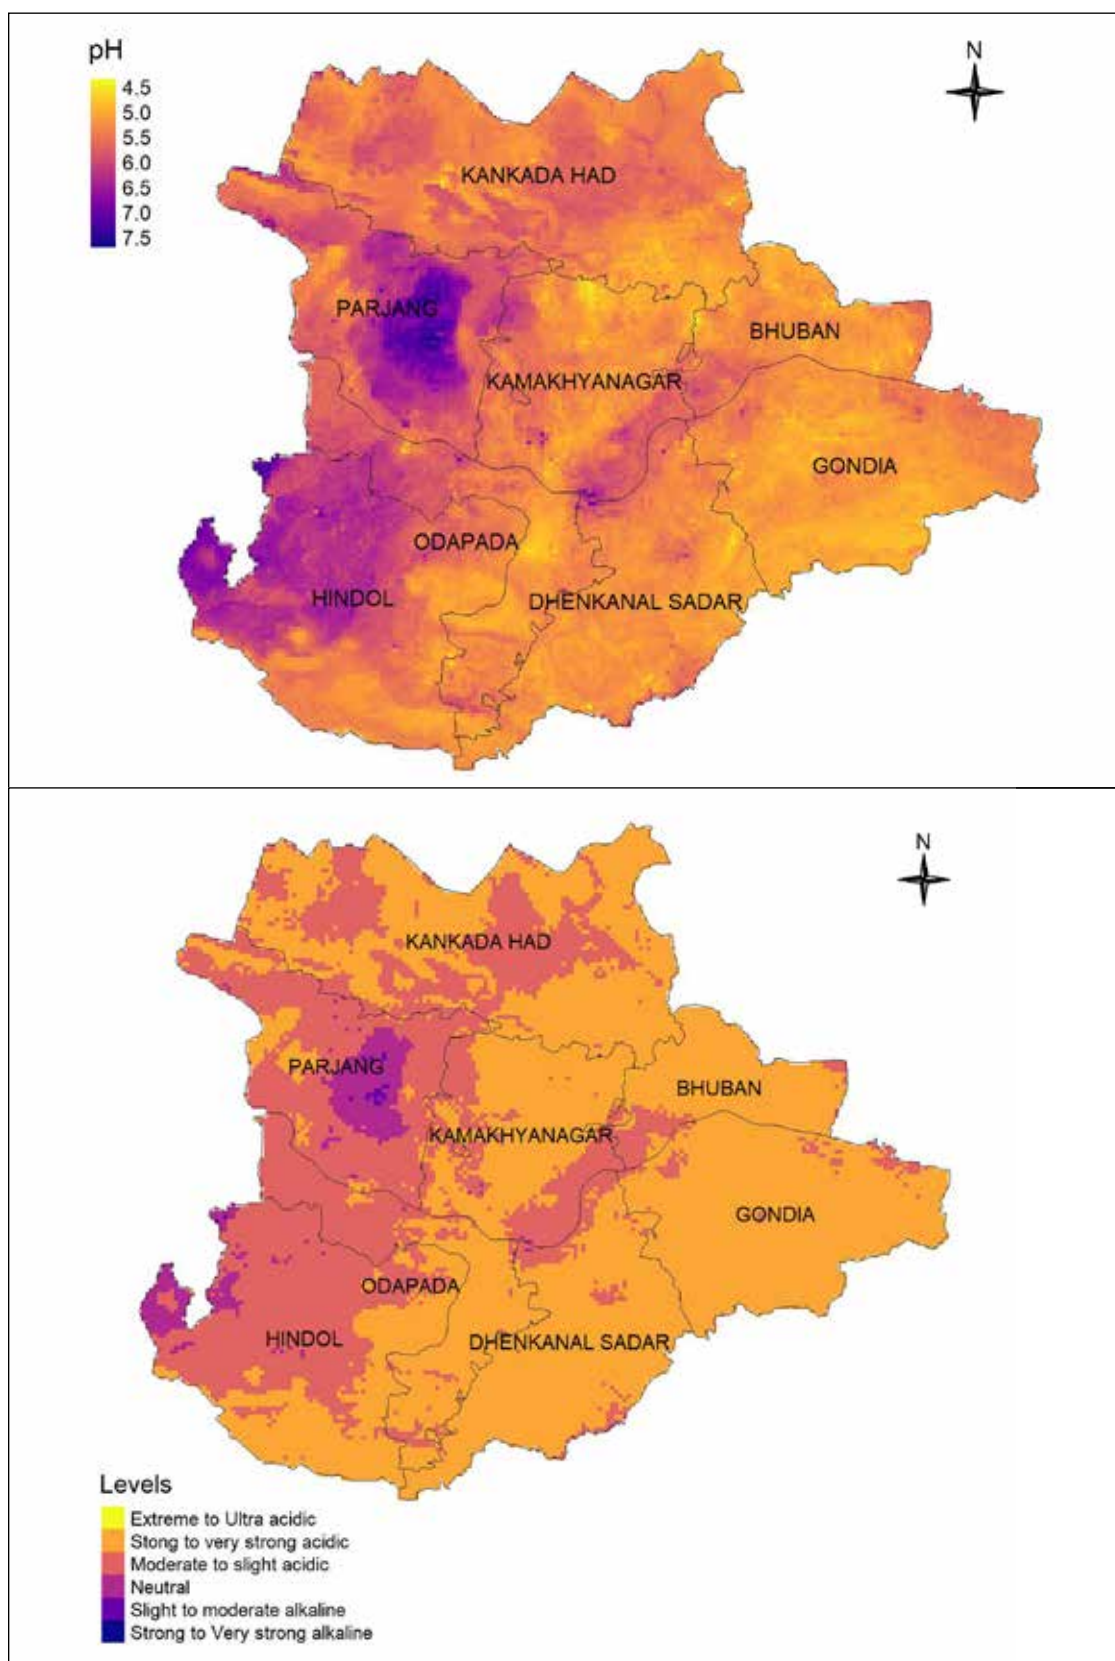 pH
N
4.5
5.0
5.5
6.0
6.5
7.0
7.5
KANKADA HAD
PARJANG
BHUBAN
KAMAKHYANAGAR
GONDIA
ODAPADA
HINDOL
DHENKANAL SADAR
N
KANKADA HAD
PARJANG
BHUBAN
KAMAKHYANAGAR
GONDIA
ODAPADA
HINDOL
DHENKANAL SADAR
Levels
Extreme to Ultra acidic
Stong to very strong acidic
Moderate to slight acidic
Neutral
Slight to moderate alkaline
Strong to Very strong alkaline